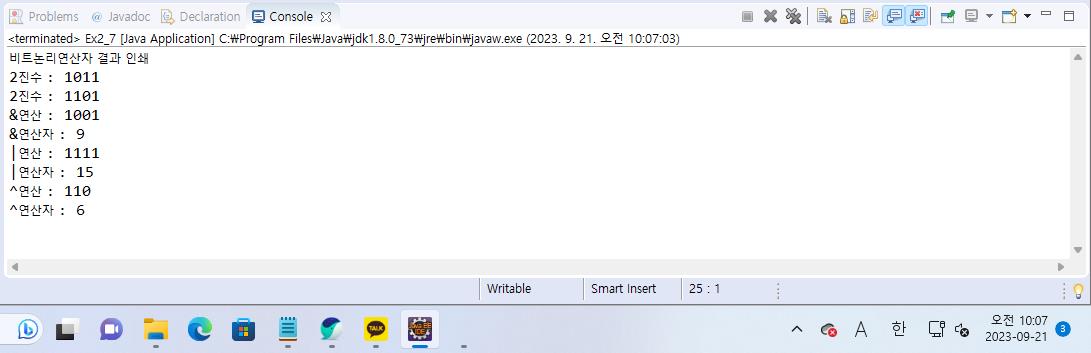 Problems @ Javadoc Declaration Console
<terminated> Ex2_7 [Java Application] C:₩Program Files₩Java₩jdk1.8.0_73₩jre₩bin₩javaw.exe (2023. 9. 21. 오전 10:07:03)
비트논리연산자 결과 인쇄
2진수 : 1011
2진수 : 1101
&연산 : 1001
&연산자 : 9
|연산 : 1111
|연산자 : 15
^연산 : 110
^연산자 : 6
Writable Smart Insert 25 : 1
TALK Java EE IDE A 한 오전 10:07 3
2023-09-21